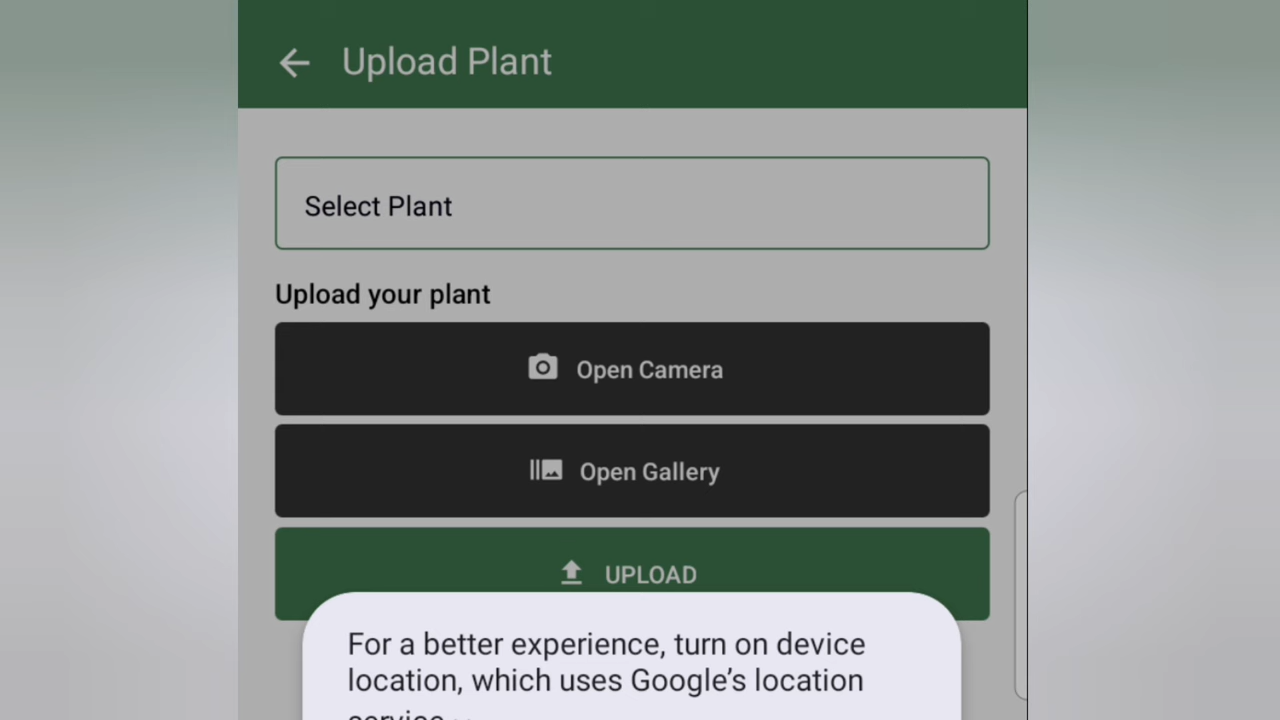 Upload Plant
Select Plant
Upload your plant
Open Camera
Open Gallery
UPLOAD
For a better experience, turn on device
location, which uses Google’s location